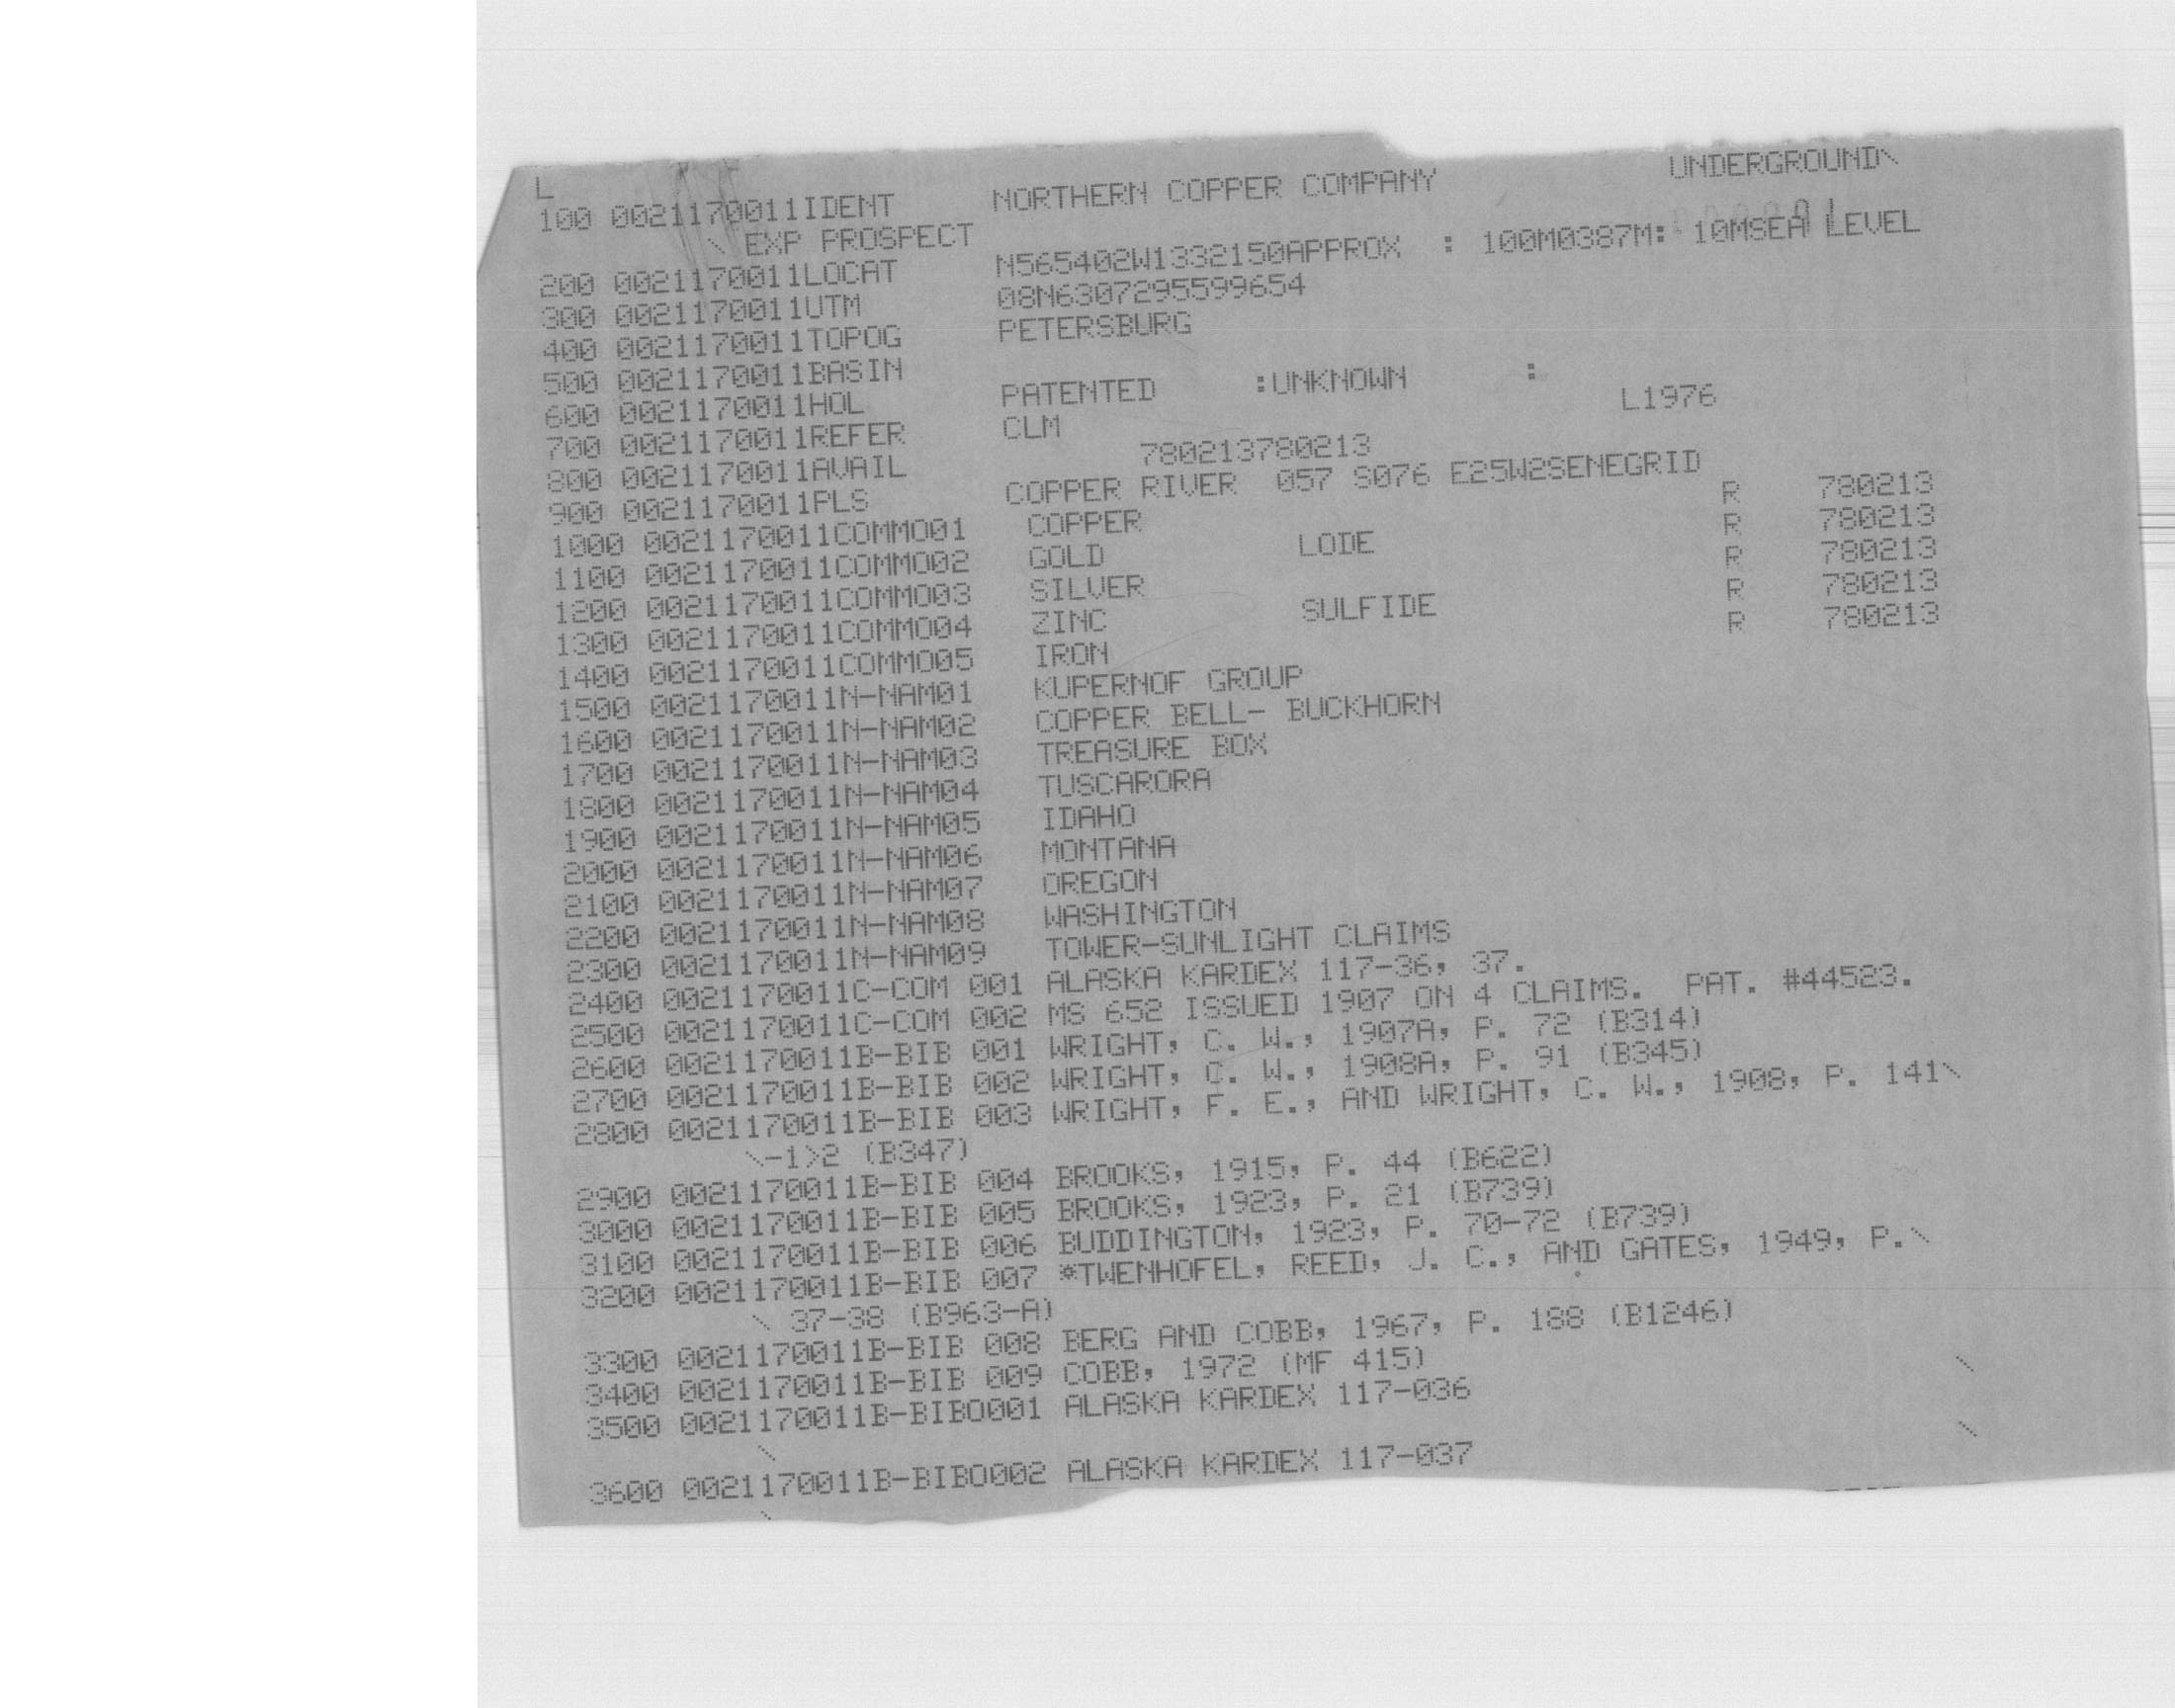 L
100 0021170011IDENT NORTHERN COPPER COMPANY UNDERGROUND\
\ EXP PROSPECT
200 0021170011LOCAT N565402W1332150APPROX : 100M0387M: 10MSEA LEVEL
300 0021170011UTM 08N6307295599654
400 0021170011TOPOG PETERSBURG
500 0021170011BASIN
600 0021170011HOL PATENTED :UNKNOWN :
700 0021170011REFER CLM L1976
800 0021170011AVAIL 780213780213
900 0021170011PLS COPPER RIVER 057 S076 E25W2SENEGRID
1000 0021170011COMMO01 COPPER R 780213
1100 0021170011COMMO02 GOLD LODE R 780213
1200 0021170011COMMO03 SILVER R 780213
1300 0021170011COMMO04 ZINC SULFIDE R 780213
1400 0021170011COMMO05 IRON R 780213
1500 0021170011N-NAM01 KUPERNOF GROUP
1600 0021170011N-NAM02 COPPER BELL- BUCKHORN
1700 0021170011N-NAM03 TREASURE BOX
1800 0021170011N-NAM04 TUSCARORA
1900 0021170011N-NAM05 IDAHO
2000 0021170011N-NAM06 MONTANA
2100 0021170011N-NAM07 OREGON
2200 0021170011N-NAM08 WASHINGTON
2300 0021170011N-NAM09 TOWER-SUNLIGHT CLAIMS
2400 0021170011C-COM 001 ALASKA KARDEX 117-36, 37.
2500 0021170011C-COM 002 MS 652 ISSUED 1907 ON 4 CLAIMS. PAT. #44523.
2600 0021170011B-BIB 001 WRIGHT, C. W., 1907A, P. 72 (B314)
2700 0021170011B-BIB 002 WRIGHT, C. W., 1908A, P. 91 (B345)
2800 0021170011B-BIB 003 WRIGHT, F. E., AND WRIGHT, C. W., 1908, P. 141\
\-1>2 (B347)
2900 0021170011B-BIB 004 BROOKS, 1915, P. 44 (B622)
3000 0021170011B-BIB 005 BROOKS, 1923, P. 21 (B739)
3100 0021170011B-BIB 006 BUDDINGTON, 1923, P. 70-72 (B739)
3200 0021170011B-BIB 007 *TWENHOFEL, REED, J. C., AND GATES, 1949, P.\
\ 37-38 (B963-A)
3300 0021170011B-BIB 008 BERG AND COBB, 1967, P. 188 (B1246)
3400 0021170011B-BIB 009 COBB, 1972 (MF 415)
3500 0021170011B-BIBO001 ALASKA KARDEX 117-036 \
\
3600 0021170011B-BIBO002 ALASKA KARDEX 117-037 \
\